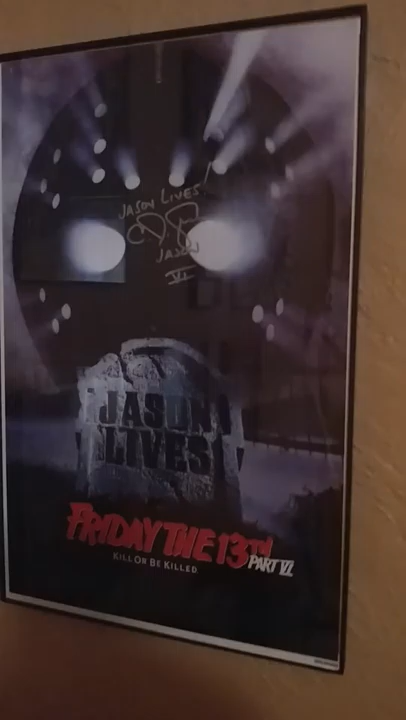 JASON LIVES
JASON
VI
JASON
LIVES
FRIDAY THE 13TH
PART VI
KILL OR BE KILLED.